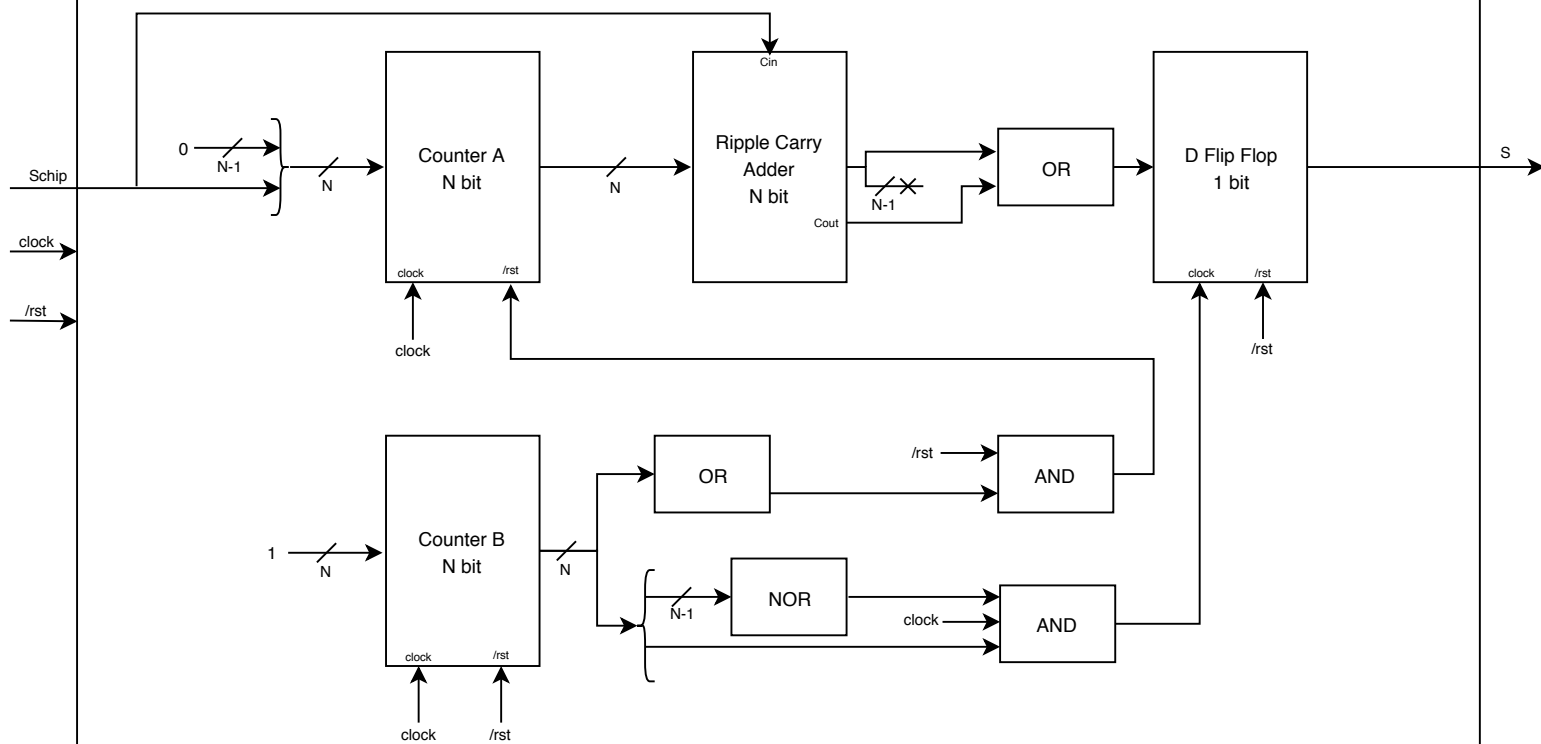 Cin
Counter A
N bit
Ripple Carry
Adder
N bit
OR
D Flip Flop
1 bit
S
0
N-1
Schip
N
N
N-1
Cout
clock
clock
/rst
clock
/rst
/rst
clock
/rst
Counter B
N bit
OR
/rst
AND
1
N
N
N-1
NOR
clock
AND
clock
/rst
clock
/rst